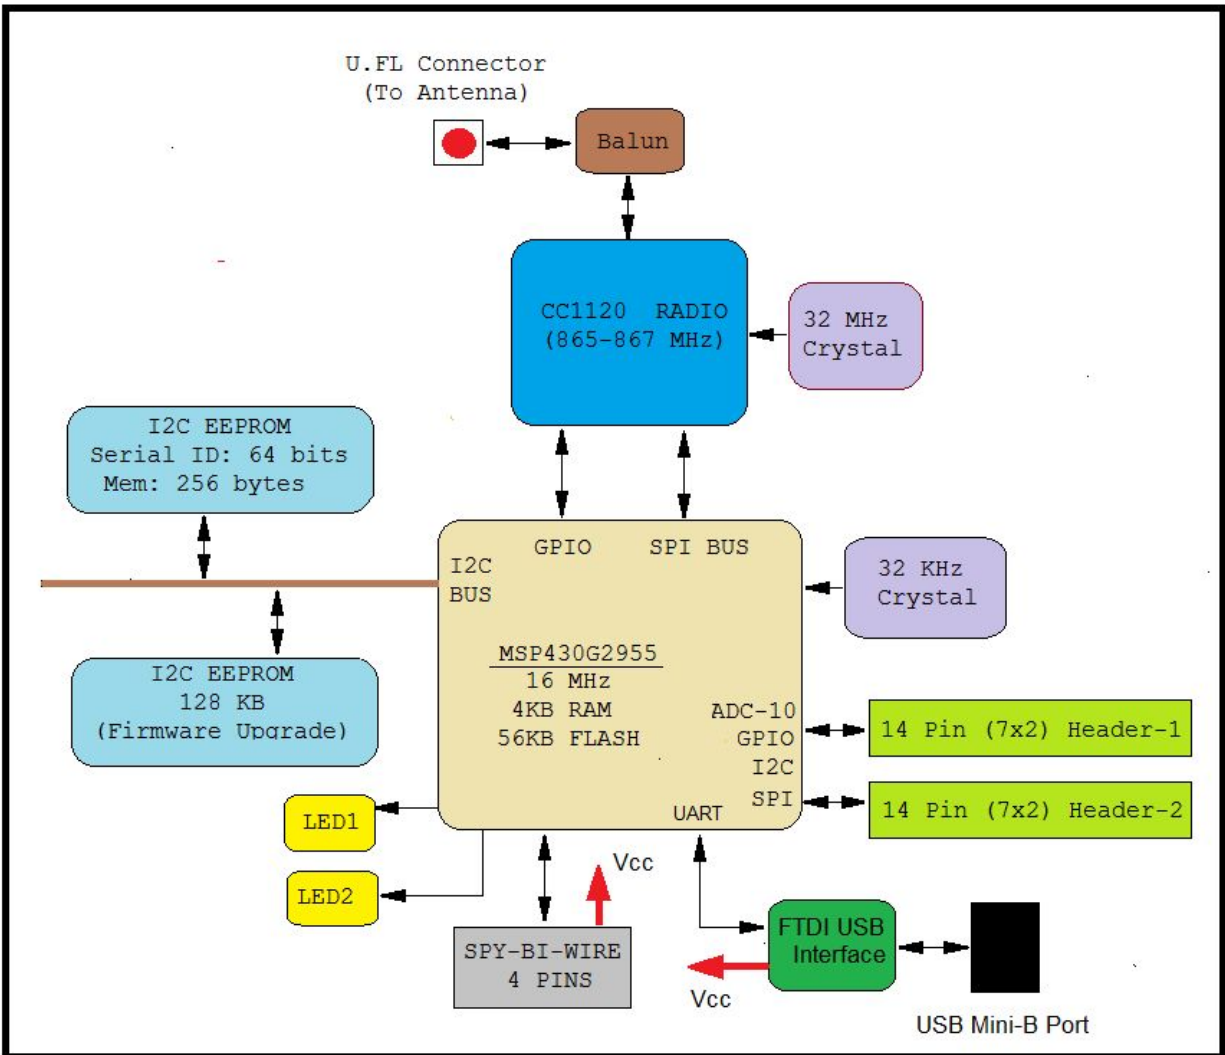 U.FL Connector
(To Antenna)
Balun
CC1120 RADIO
(865-867 MHz)
32 MHz
Crystal
I2C EEPROM
Serial ID: 64 bits
Mem: 256 bytes
GPIO
SPI BUS
I2C
BUS
32 KHz
Crystal
MSP430G2955
16 MHz
4KB RAM
56KB FLASH
I2C EEPROM
128 KB
(Firmware Upgrade)
ADC-10
GPIO
I2C
SPI
UART
14 Pin (7x2) Header-1
14 Pin (7x2) Header-2
LED1
LED2
Vcc
SPY-BI-WIRE
4 PINS
FTDI USB
Interface
Vcc
USB Mini-B Port